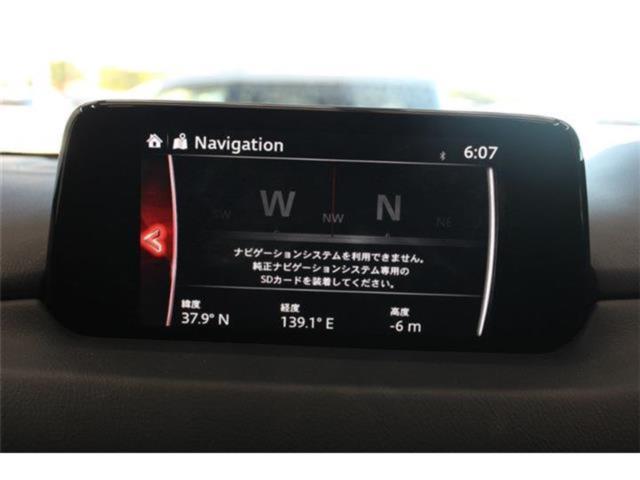 Navigation
6:07
SW W NW N NE
ナビゲーションシステムを利用できません。
純正ナビゲーションシステム専用の
SDカードを装着してください。
緯度 経度 高度
37.9° N 139.1° E -6 m